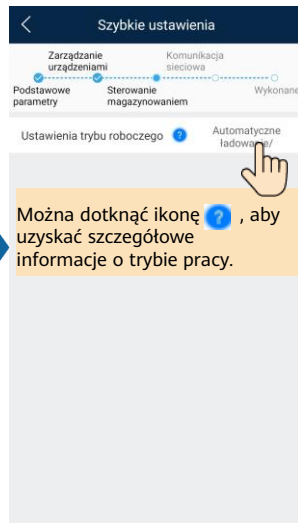 Szybkie ustawienia
Zarządzanie
urządzeniami
Komunikacja
sieciowa
Podstawowe
parametry
Sterowanie
magazynowaniem
Wykonane
Ustawienia trybu roboczego ?
Automatyczne
ładowanie/
Można dotknąć ikonę ? , aby
uzyskać szczegółowe
informacje o trybie pracy.